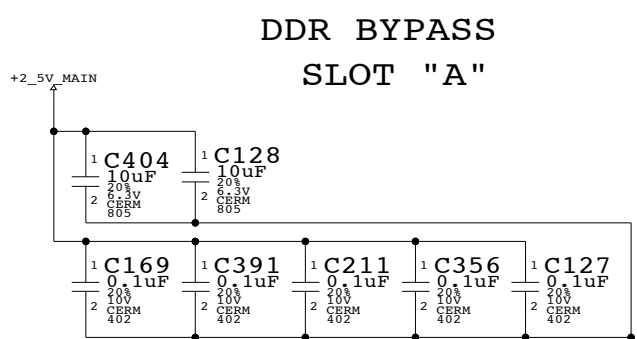 DDR BYPASS
SLOT "A"
+2_5V_MAIN
1 C404
10uF
20%
6.3V
2 CERM
805
1 C128
10uF
20%
6.3V
2 CERM
805
1 C169
0.1uF
20%
10V
2 CERM
402
1 C391
0.1uF
20%
10V
2 CERM
402
1 C211
0.1uF
20%
10V
2 CERM
402
1 C356
0.1uF
20%
10V
2 CERM
402
1 C127
0.1uF
20%
10V
2 CERM
402